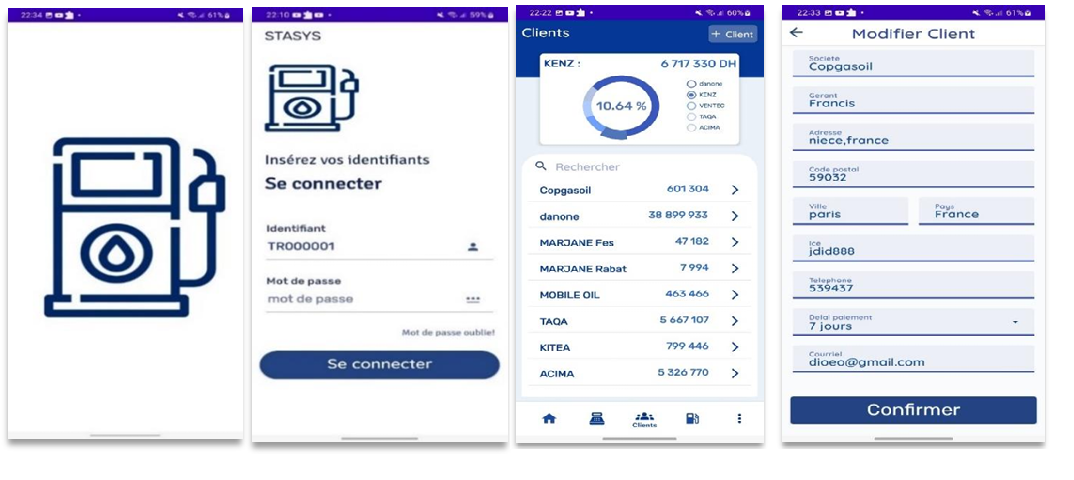 22:34
61%
22:10
59%
STASYS
Insérez vos identifiants
Se connecter
Identifiant
TR000001
Mot de passe
mot de passe
Mot de passe oublie!
Se connecter
22:22
60%
Clients
+ Client
KENZ :
6 717 330 DH
10.64 %
danone
KENZ
VENTEC
TAQA
ACIMA
Rechercher
Copgasoil 601 304
danone 38 899 933
MARJANE Fes 47 182
MARJANE Rabat 7 994
MOBILE OIL 463 466
TAQA 5 667 107
KITEA 799 446
ACIMA 5 326 770
Clients
22:33
61%
Modifier Client
Societe
Copgasoil
Gerant
Francis
Adresse
niece,france
Code postal
59032
Ville
paris
Pays
France
Ice
jdid888
Telephone
539437
Delai paiement
7 jours
Courriel
dioeo@gmail.com
Confirmer